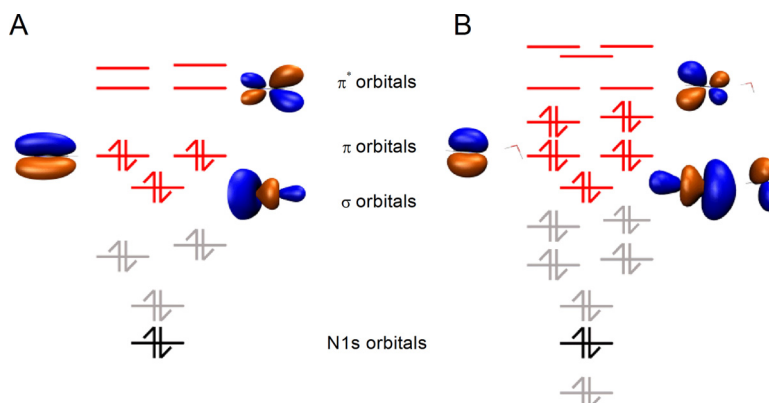 A
B
π* orbitals
π orbitals
σ orbitals
N1s orbitals